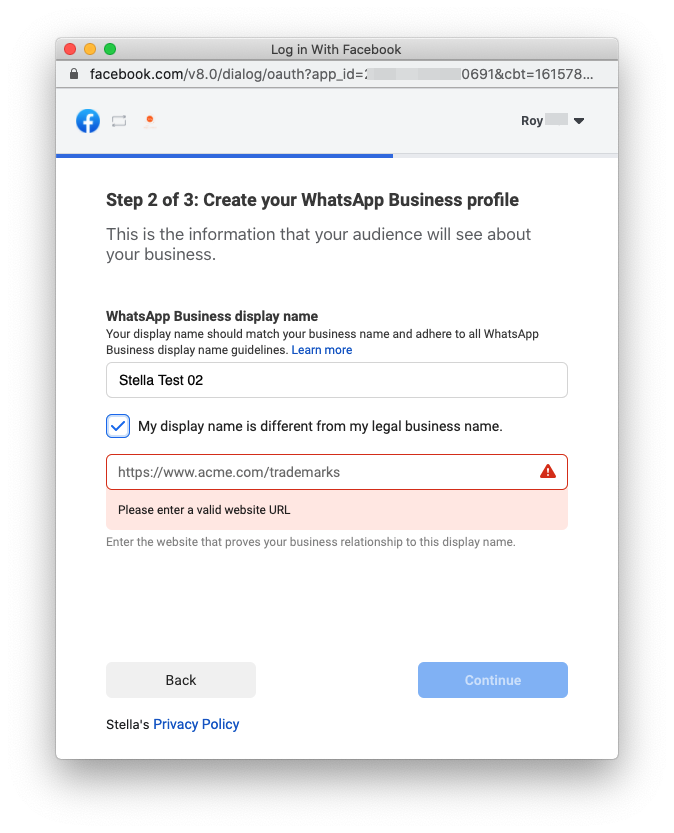 Log in With Facebook
facebook.com/v8.0/dialog/oauth?app_id= 0691&cbt=161578...
Roy
Step 2 of 3: Create your WhatsApp Business profile
This is the information that your audience will see about
your business.
WhatsApp Business display name
Your display name should match your business name and adhere to all WhatsApp
Business display name guidelines. Learn more
Stella Test 02
My display name is different from my legal business name.
https://www.acme.com/trademarks
Please enter a valid website URL
Enter the website that proves your business relationship to this display name.
Back
Continue
Stella's Privacy Policy